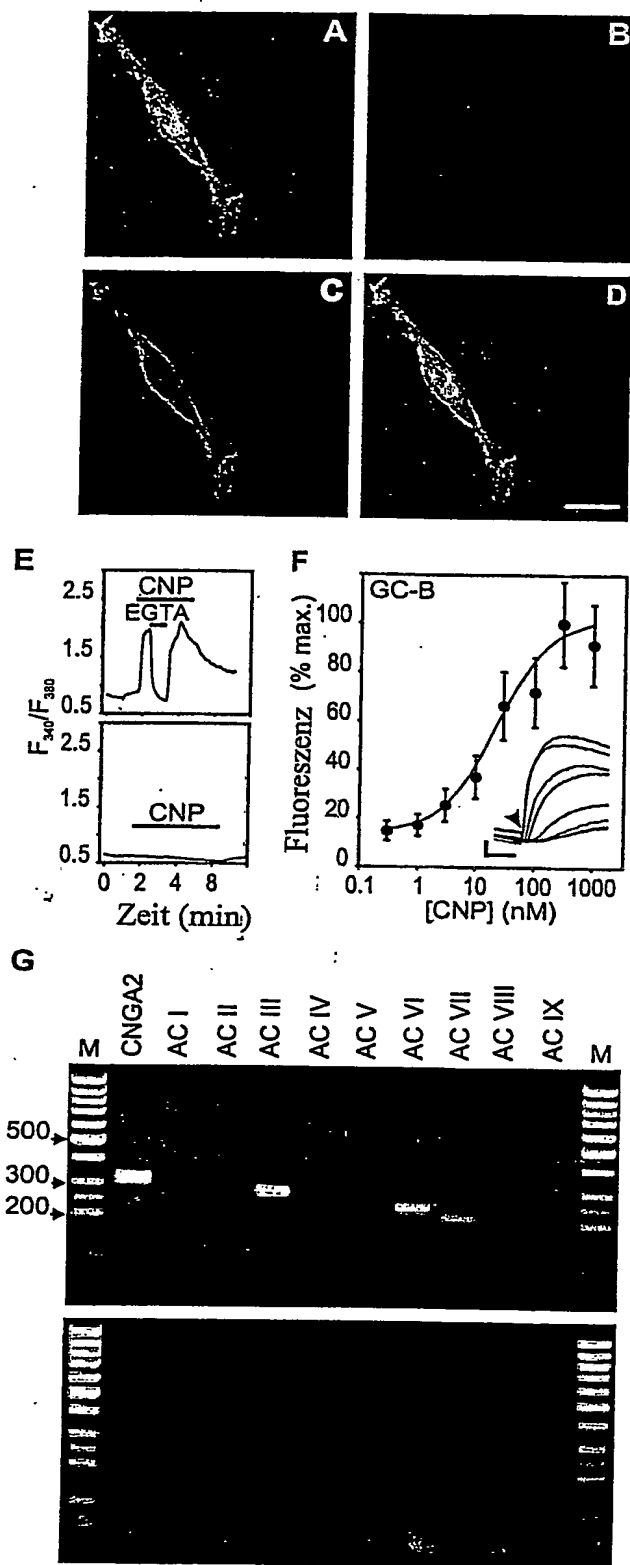 A
B
C
D
E
F340/F380
2.5
1.5
0.5
CNP
EGTA
2.5
1.5
0.5
CNP
0 2 4 8
Zeit (min)
F
GC-B
Fluoreszenz (% max.)
100
80
60
40
20
0
0.1 1 10 100 1000
[CNP] (nM)
G
M CNGA2 AC I AC II AC III AC IV AC V AC VI AC VII AC VIII AC IX M
500
300
200